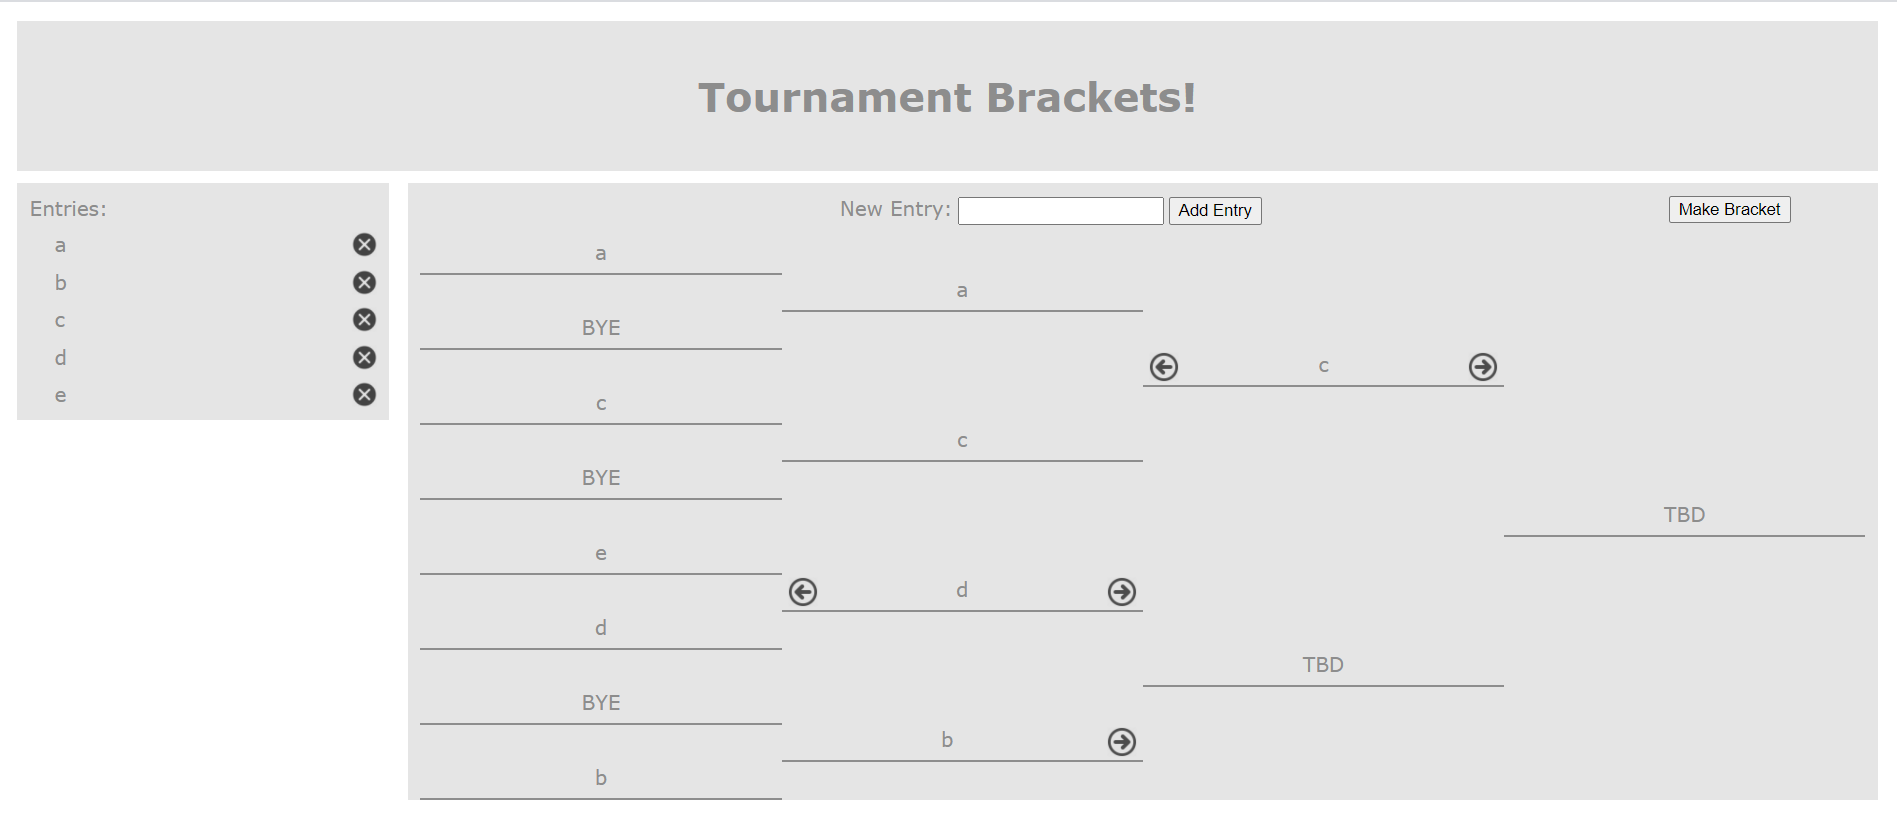 Tournament Brackets!
Entries:
a
b
c
d
e
New Entry: Add Entry Make Bracket
a
a
BYE
c
c
c
BYE
TBD
e
d
d
TBD
BYE
b
b